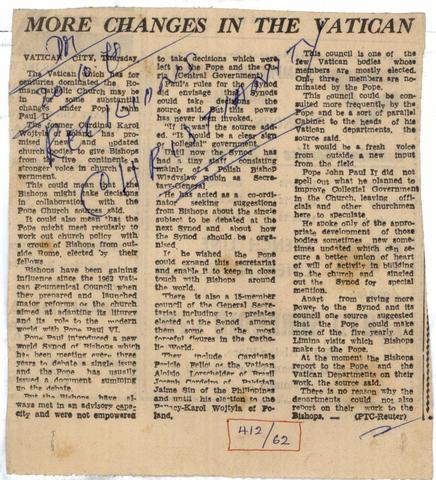 MORE CHANGES IN THE VATICAN
VATICAN CITY, Thursday
The Vatican which has for
centuries dominated the Ro-
man Catholic Church may be
in for some substantial
changes under Pope John
Paul II.
The former Cardinal Karol
Wojtyla of Poland has pro-
mised and updated
church to give Bishops
from the five continents a
stronger voice in church go-
vernment.
This could mean that the
Bishops might take decisions
in collaboration with the
Pope Church sources said.
It could also mean that the
Pope might meet regularly to
work out church policy with
a group of Bishops from out-
side Rome, elected by their
fellows
Bishops have been gaining
influence since the 1962 Vati-
can Ecumenical Council when
they prepared and launched
major reforms of the church
aimed at adapting its liturgy
and its role to the modern
world with Pope Paul VI.
Pope Paul introduced a new
World Synod of Bishops which
has been meeting every three
years to debate a single issue
and the Pope has usually
issued a document summing
up the debate.
But the Bishops have al-
ways met in an advisory capa-
city and were not empowered
to take decisions which were
left to the Pope and the Cu-
ria (Central Government)
Paul's rules for the synod
do envisage that a Synod
could take decisions the
source said. But this power
has never been invoked.
"If it was the source add-
ed. "It would be a clear sign
of collegial government."
Until now the Synod has
had a tiny staff consisting
mainly of a Polish Bishop
Wladyslaw Rubin as Secre-
tary-General.
He has acted as a co-ordi-
nator seeking suggestions
from Bishops about the single
subject to be debated at the
next Synod and about how
the Synod should be orga-
nised
If he wished the Pope
could expand this secretariat
and enable it to keep in close
touch with Bishops around
the world.
There is also a 15-member
council of the General Secre-
tariat including 12 prelates
elected at the Synod among
them some of the most
forceful figures in the Catho-
lic World.
They include Cardinals
Pericle Felici of the Vatican
Aloisio Lorscheider of Brazil
Joseph Cordeiro of Pakistan
Jaime Sin of the Philippines
and until his election to the
Papacy-Karol Wojtyla of Po-
land,
This council is one of the
few Vatican bodies whose
members are mostly elected.
Only three members are no-
minated by the Pope.
This council could be con-
sulted more frequently by the
Pope and be a sort of parallel
Cabinet to the heads of his
Vatican departments, the
source said.
It would be a fresh voice
from outside a new input
from the field
Pope John Paul II did not
spell out what he planned to
improve Collegial Government
in the Church, leaving offi-
cials and other churchmen
here to speculate
He spoke only of the appro-
priate development of those
bodies sometimes new some-
times updated which can se-
cure a better union of heart
of will of activity in building
up the church and singled
out the Synod for special
mention.
Apart from giving more
power to the Synod and its
council one source suggested
that the Pope could make
more of the five yearly Ad
Limina visits which Bishops
make to the Pope.
At the moment the Bishops
report to the Pope and the
Vatican Departments on their
work, the source said.
There is no reason why the
departments could not also
report on their work to the
Bishops. — (PTC-Reuter)
412/62